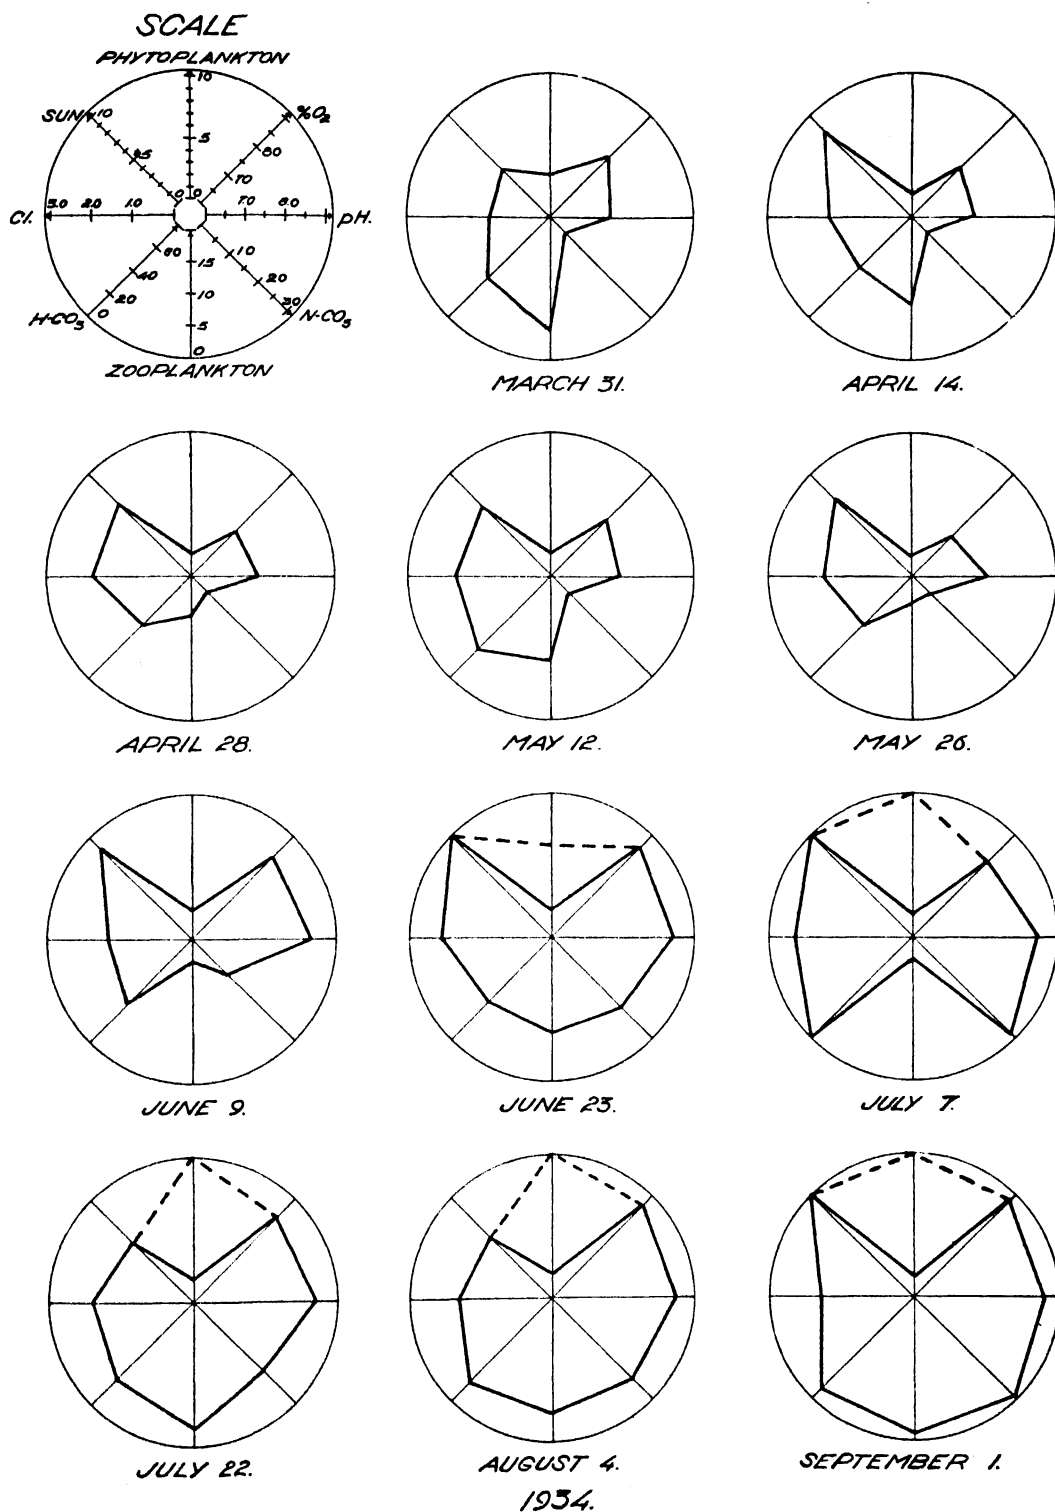 SCALE
PHYTOPLANKTON
10
SUN 10
%O₂
5
.5
80
70
0
0
Cl.
3.0
2.0
1.0
7.0
8.0
pH.
60
10
15
40
20
20
10
30
0
5
H-CO₃
N-CO₃
0
ZOOPLANKTON
MARCH 31.
APRIL 14.
APRIL 28.
MAY 12.
MAY 26.
JUNE 9.
JUNE 23.
JULY 7.
JULY 22.
AUGUST 4.
SEPTEMBER 1.
1934.